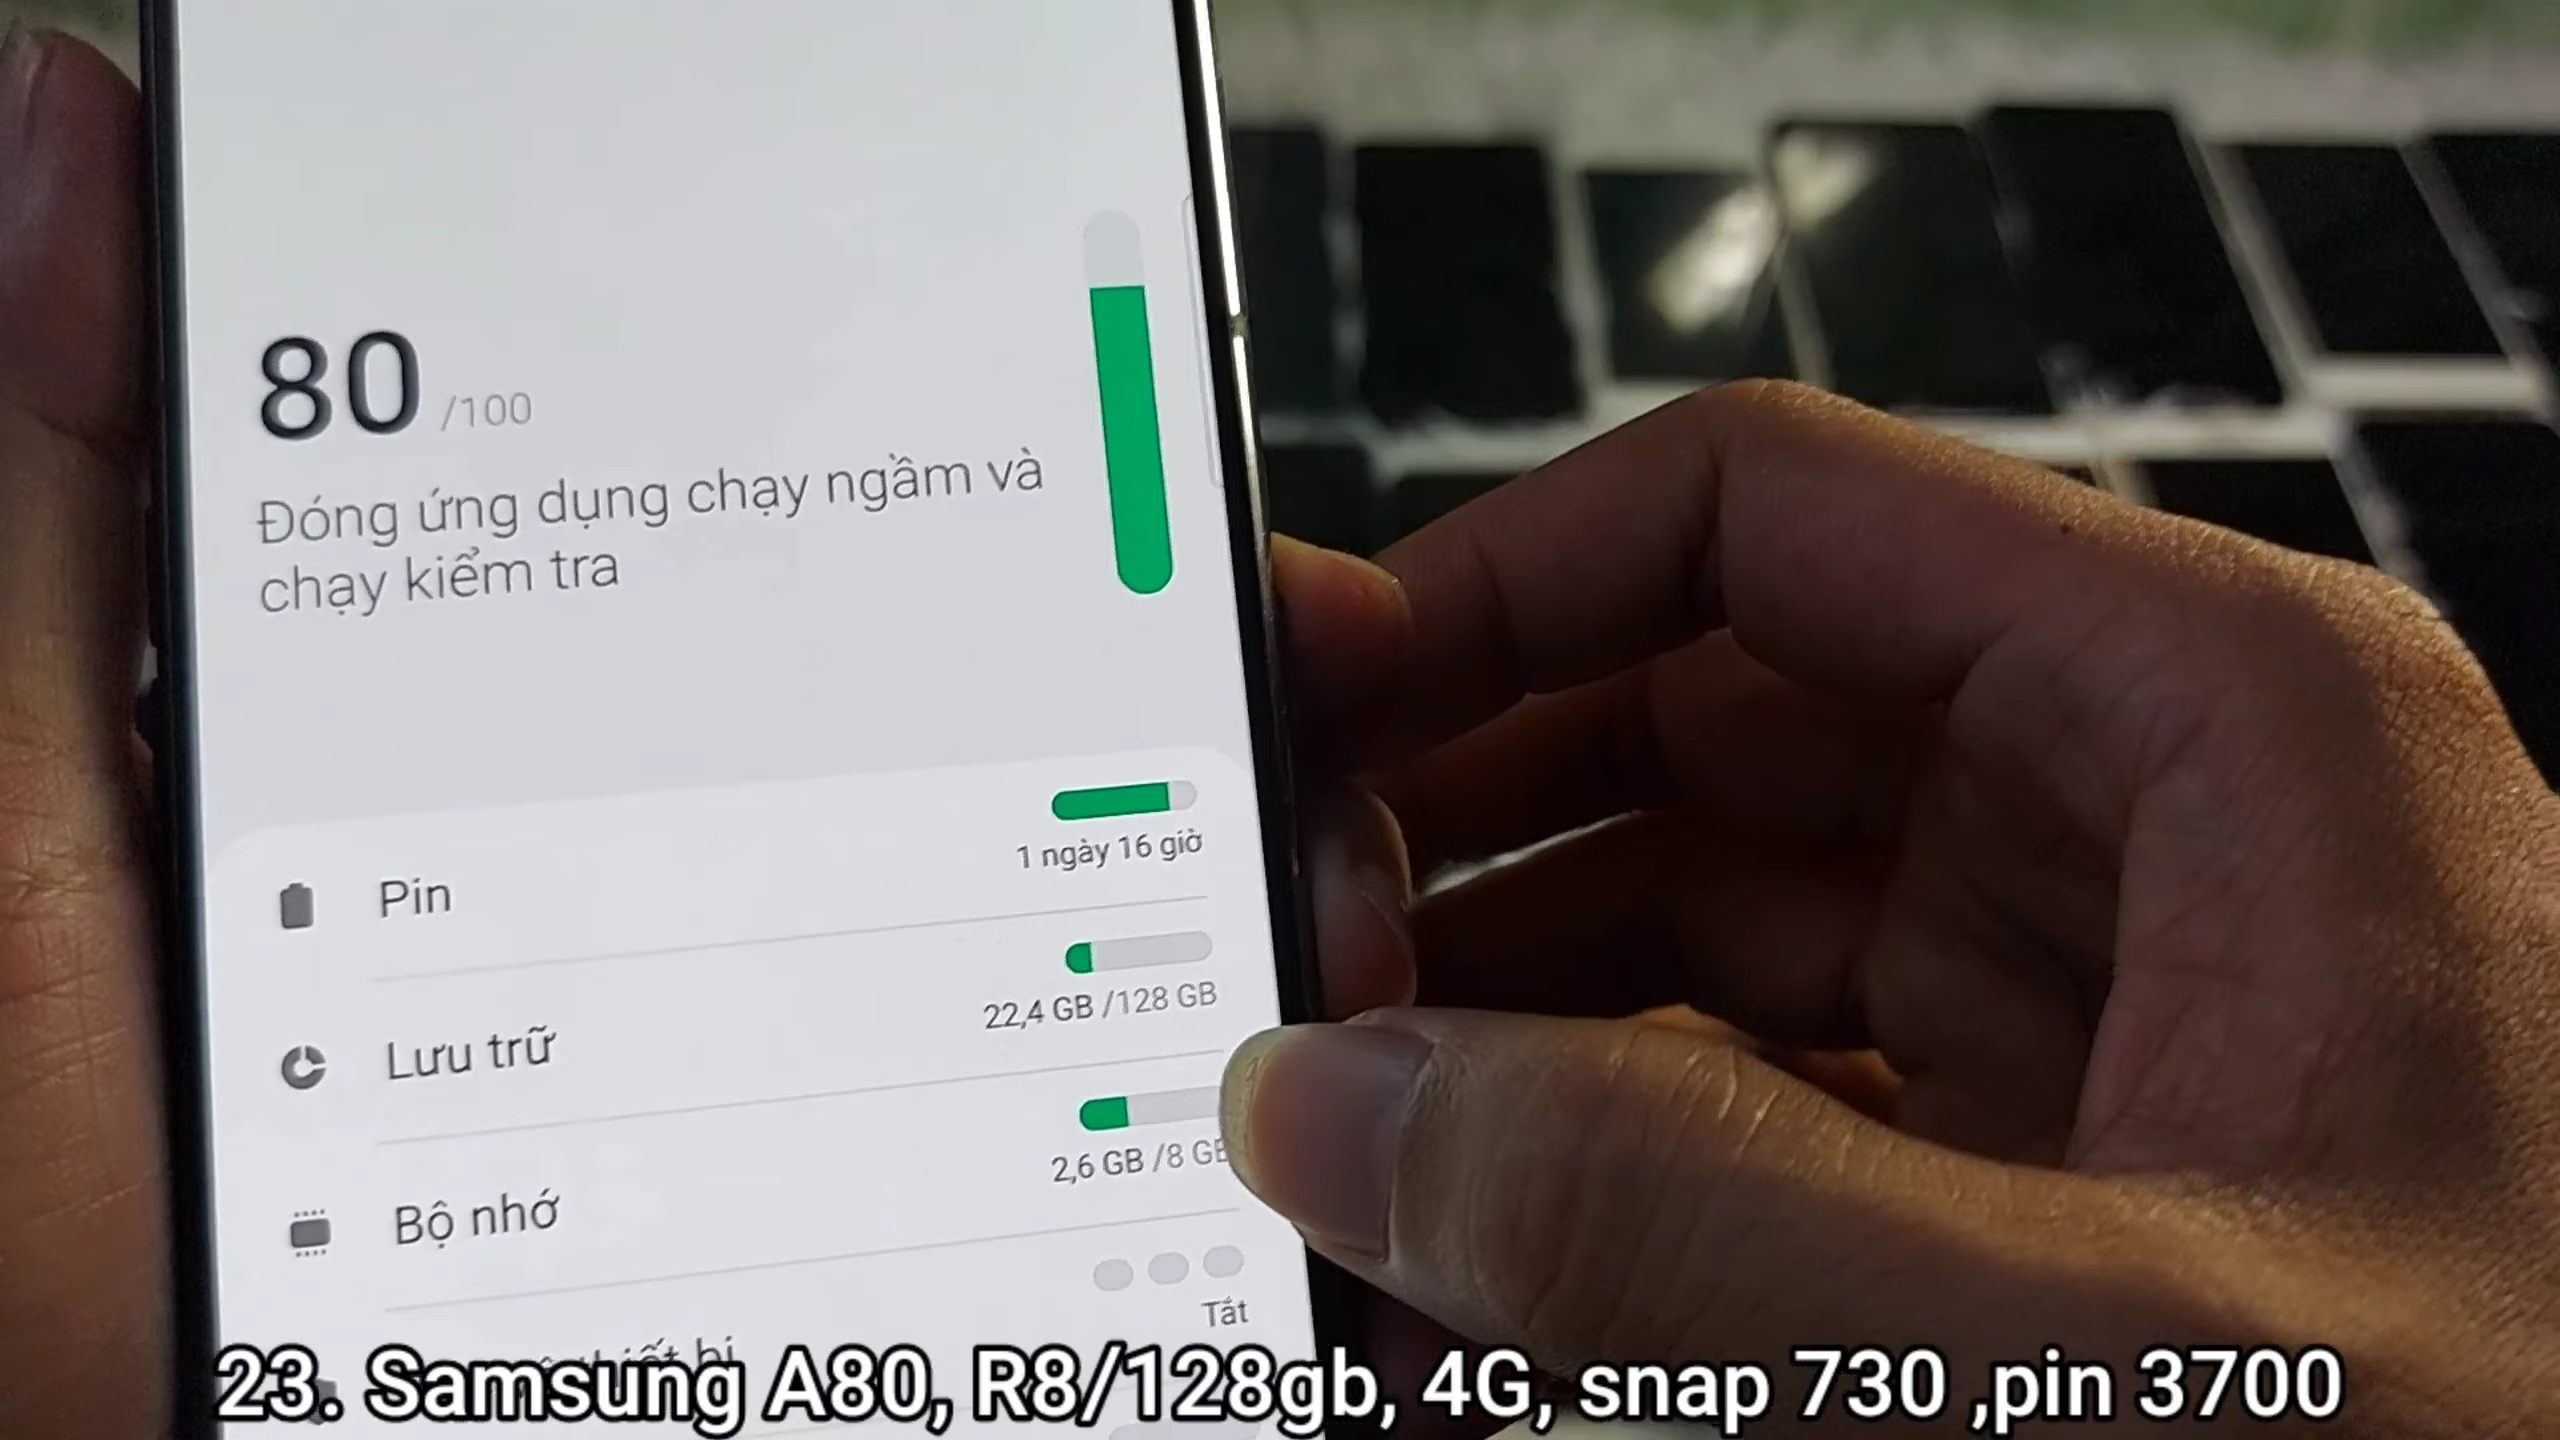 80 /100
Đóng ứng dụng chạy ngầm và
chạy kiểm tra
1 ngày 16 giờ
Pin
22,4 GB /128 GB
Lưu trữ
2,6 GB /8 GB
Bộ nhớ
Tắt
thiết bị
23. Samsung A80, R8/128gb, 4G, snap 730 ,pin 3700